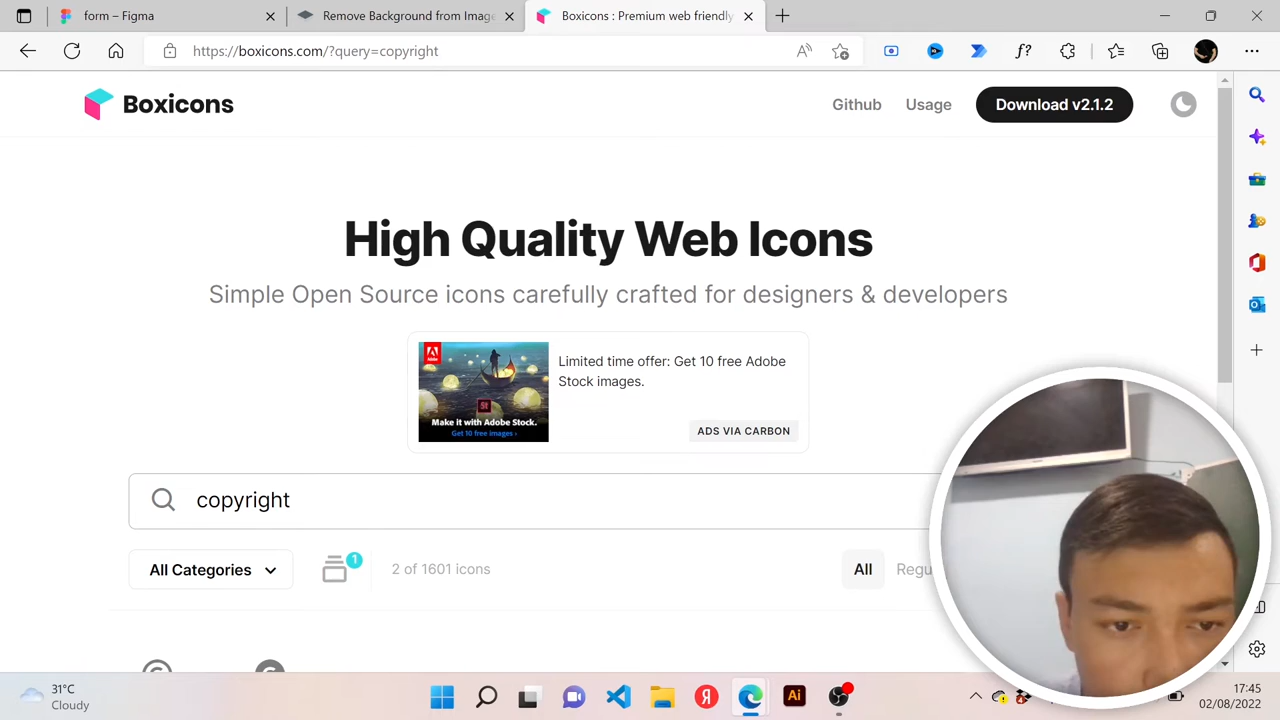 form – Figma
Remove Background from Image
Boxicons : Premium web friendly
https://boxicons.com/?query=copyright
Boxicons
Github
Usage
Download v2.1.2
High Quality Web Icons
Simple Open Source icons carefully crafted for designers & developers
Make it with Adobe Stock.
Get 10 free images ›
Limited time offer: Get 10 free Adobe
Stock images.
ADS VIA CARBON
copyright
All Categories
1
2 of 1601 icons
All
Regu
31°C
Cloudy
17:45
02/08/2022